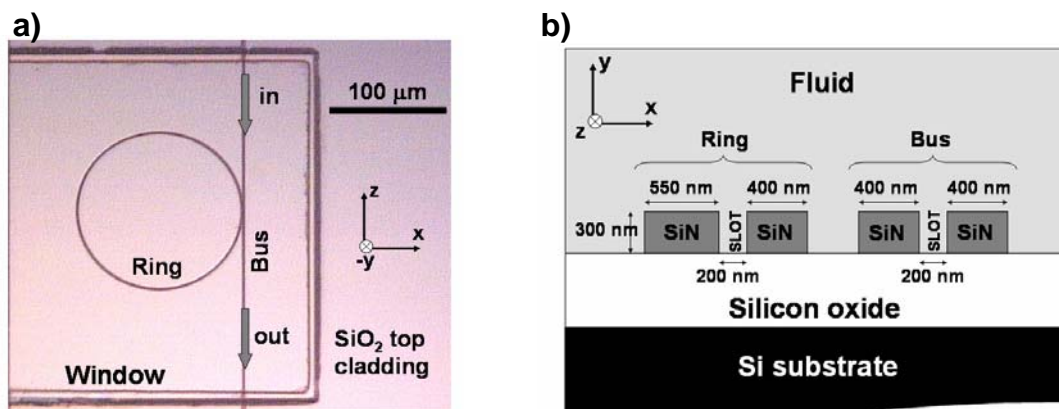 a)
in
100 µm
z
x
-y
Ring
Bus
out
SiO2 top
cladding
Window
b)
y
x
z
Fluid
Ring
Bus
550 nm
400 nm
400 nm
400 nm
300 nm
SiN
SLOT
SiN
SiN
SLOT
SiN
200 nm
200 nm
Silicon oxide
Si substrate